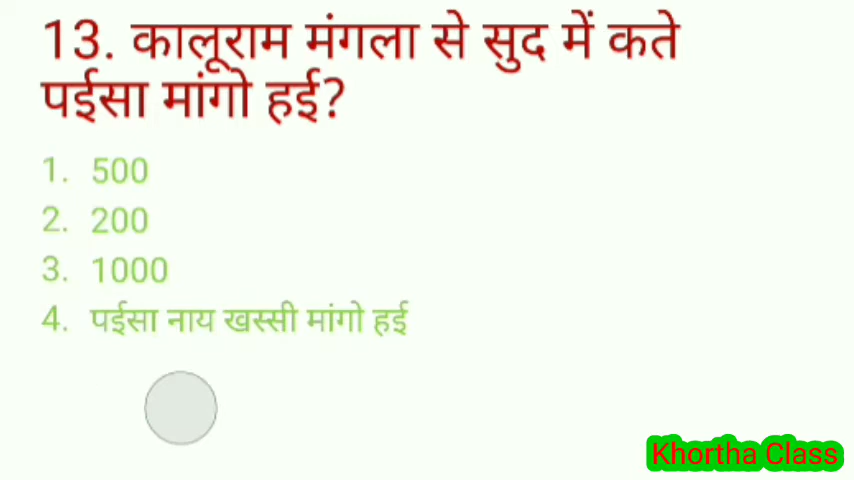 13. कालूराम मंगला से सुद में कते
पईसा मांगो हई?
1. 500
2. 200
3. 1000
4. पईसा नाय खस्सी मांगो हई
Khortha Class